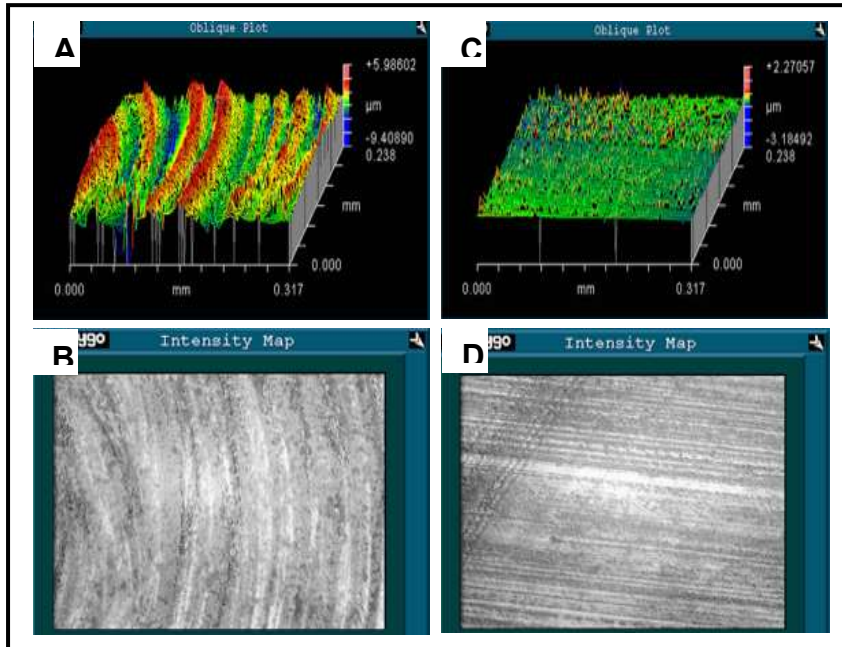 A
Oblique Plot
+5.98602
µm
-9.40890
0.238
mm
0.000
0.000
mm
0.317
C
Oblique Plot
+2.27057
µm
-3.18492
0.238
mm
0.000
0.000
mm
0.317
B
ygo
Intensity Map
D
ygo
Intensity Map